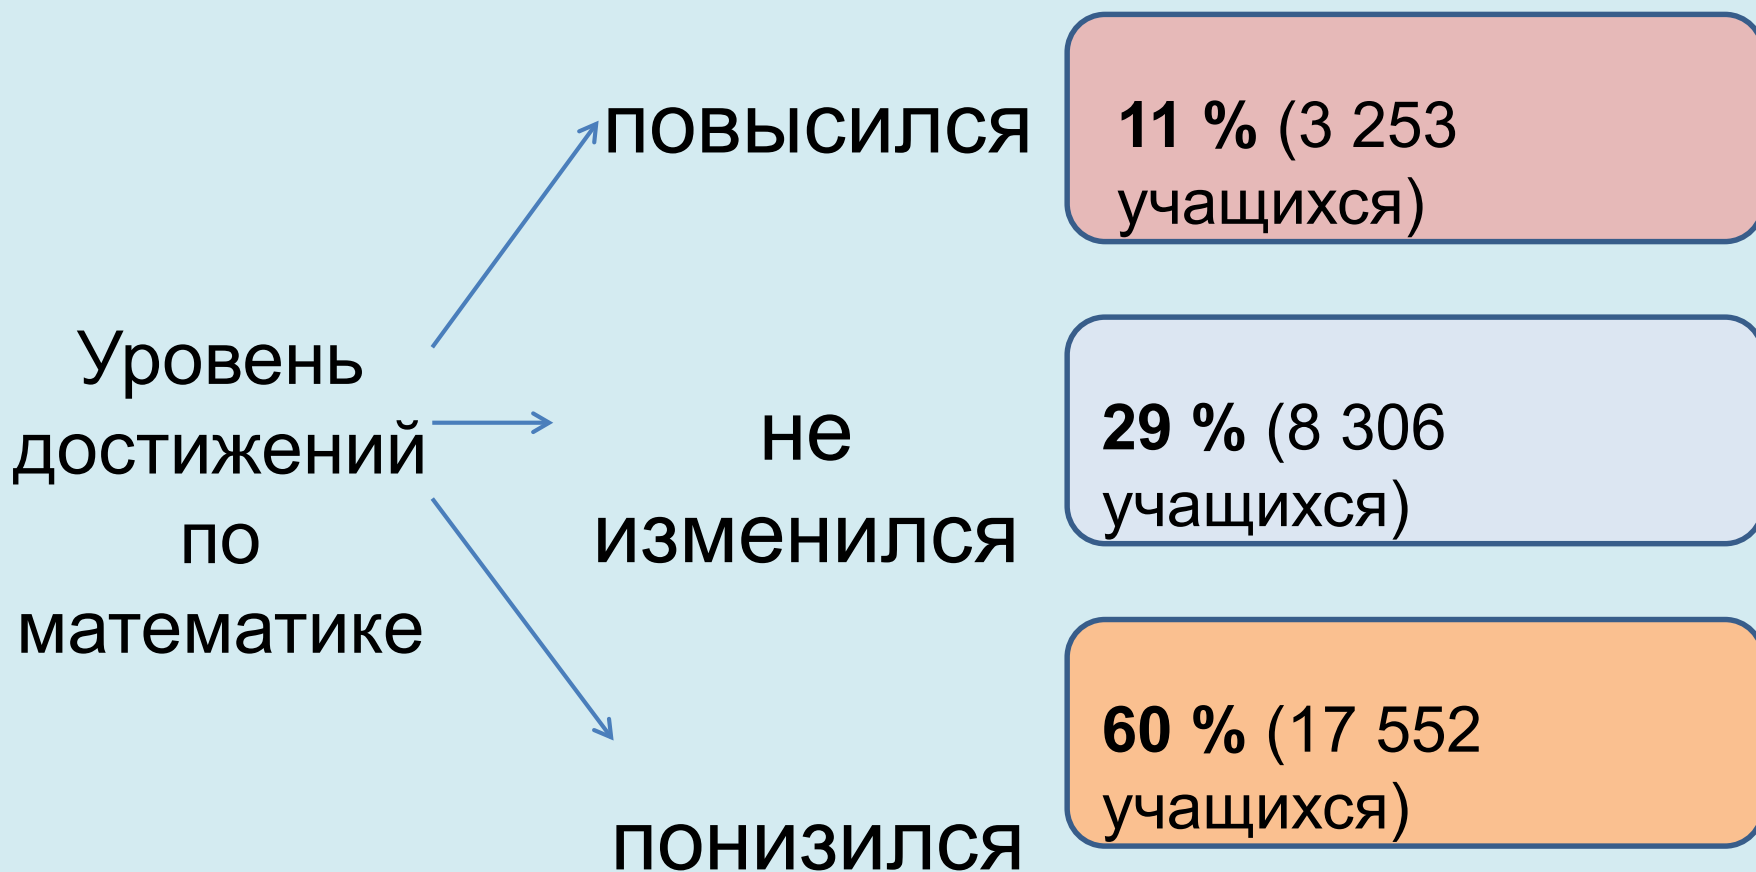 Уровень
достижений
по
математике
повысился
11 % (3 253
учащихся)
не
изменился
29 % (8 306
учащихся)
понизился
60 % (17 552
учащихся)